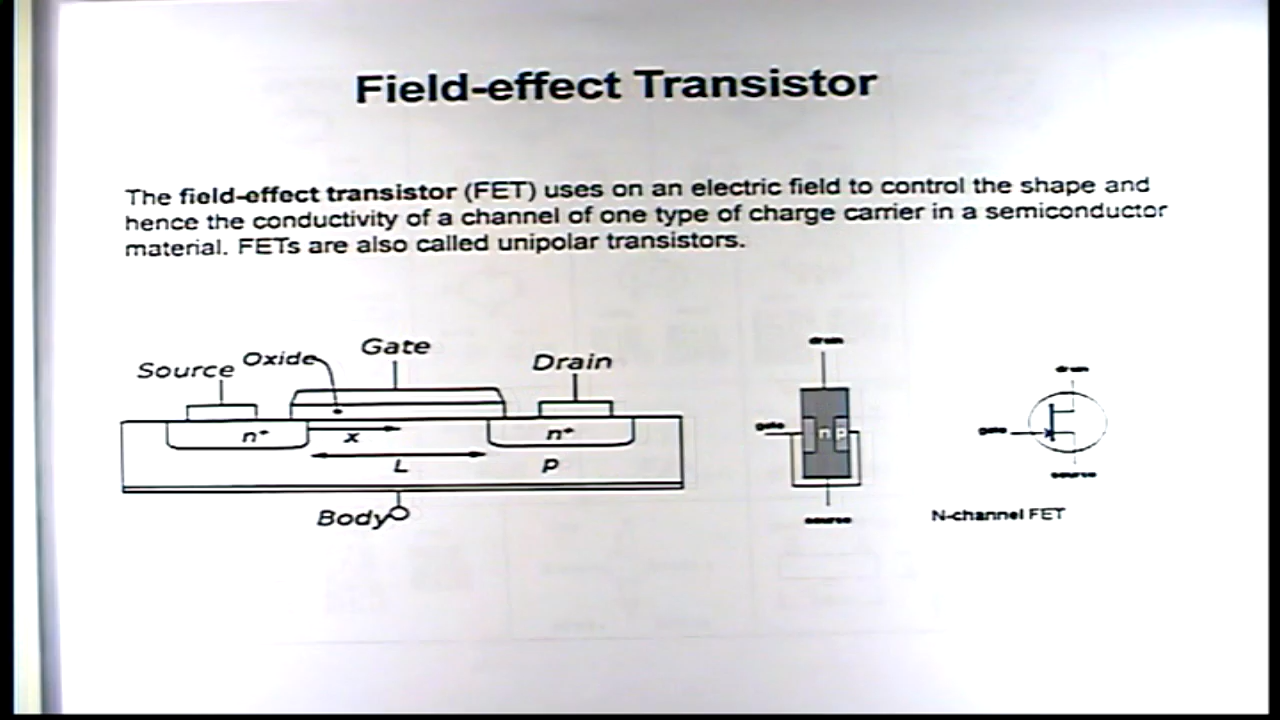 Field-effect Transistor
The field-effect transistor (FET) uses on an electric field to control the shape and
hence the conductivity of a channel of one type of charge carrier in a semiconductor
material. FETs are also called unipolar transistors.
Source
Oxide
Gate
Drain
n+
x
n+
L
p
Body
drain
gate
n
p
source
drain
gate
source
N-channel FET